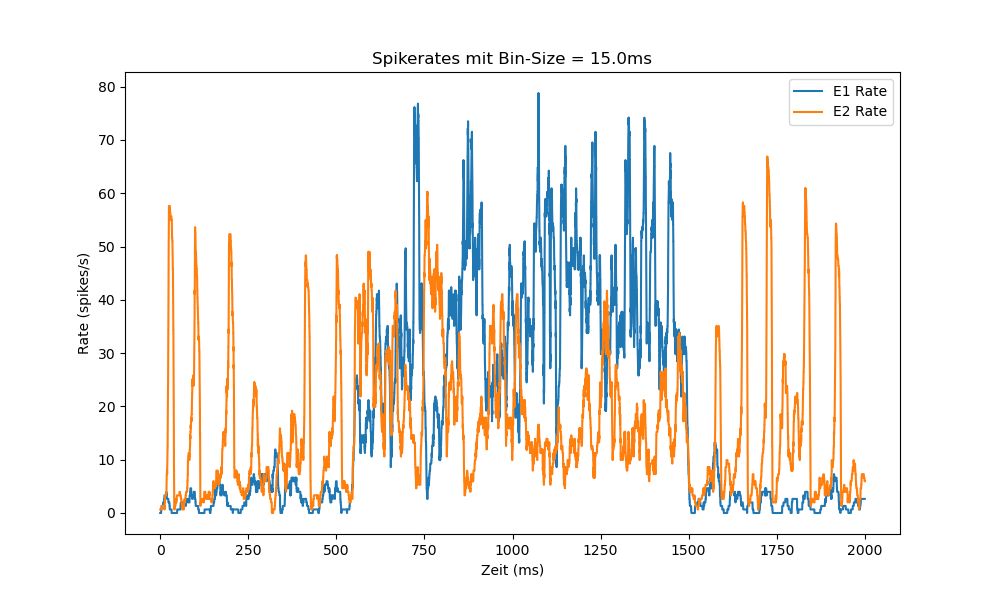 Spikerates mit Bin-Size = 15.0ms
E1 Rate
E2 Rate
80
70
60
50
40
30
20
10
0
Rate (spikes/s)
0 250 500 750 1000 1250 1500 1750 2000
Zeit (ms)